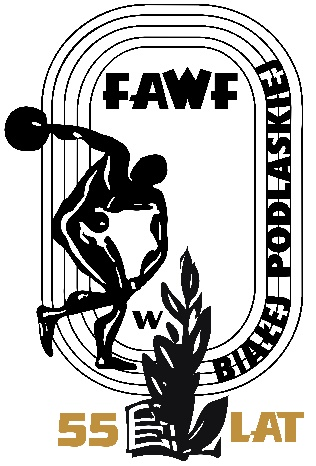 FAWF
w
BIAŁEJ PODLASKIEJ
55 LAT